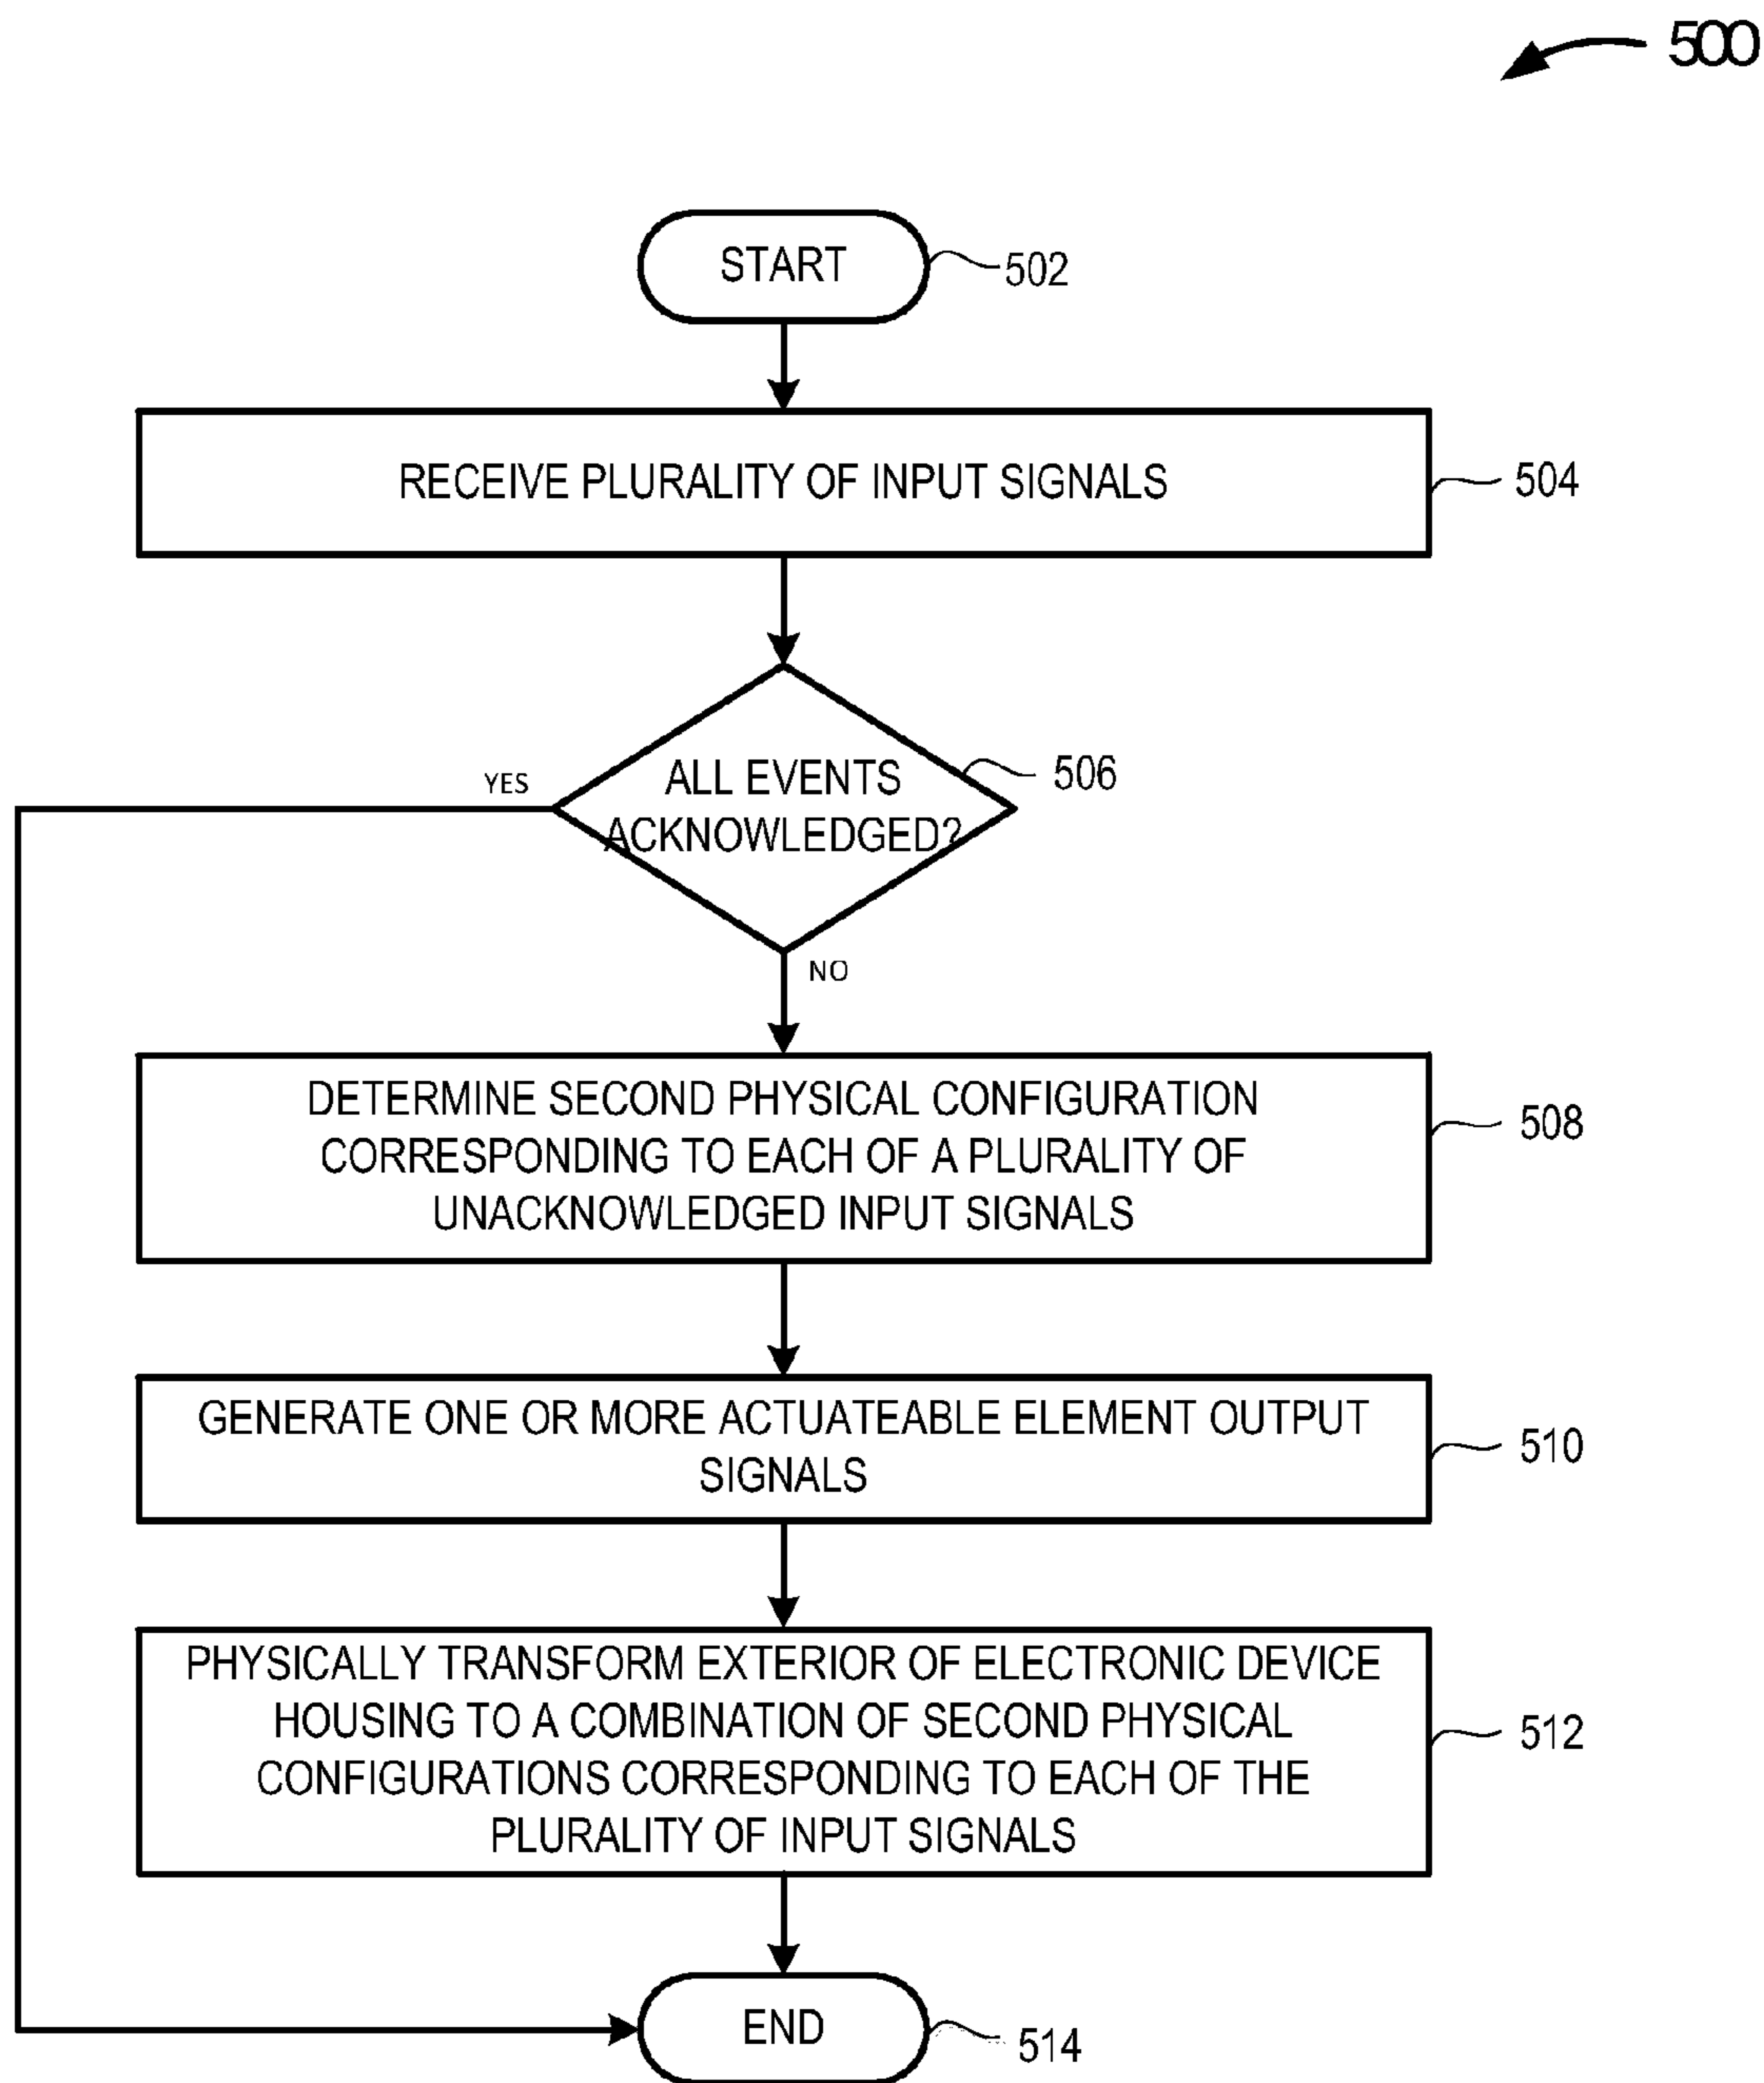 500
START
502
RECEIVE PLURALITY OF INPUT SIGNALS
504
ALL EVENTS
ACKNOWLEDGED?
506
YES
NO
DETERMINE SECOND PHYSICAL CONFIGURATION
CORRESPONDING TO EACH OF A PLURALITY OF
UNACKNOWLEDGED INPUT SIGNALS
508
GENERATE ONE OR MORE ACTUATEABLE ELEMENT OUTPUT
SIGNALS
510
PHYSICALLY TRANSFORM EXTERIOR OF ELECTRONIC DEVICE
HOUSING TO A COMBINATION OF SECOND PHYSICAL
CONFIGURATIONS CORRESPONDING TO EACH OF THE
PLURALITY OF INPUT SIGNALS
512
END
514